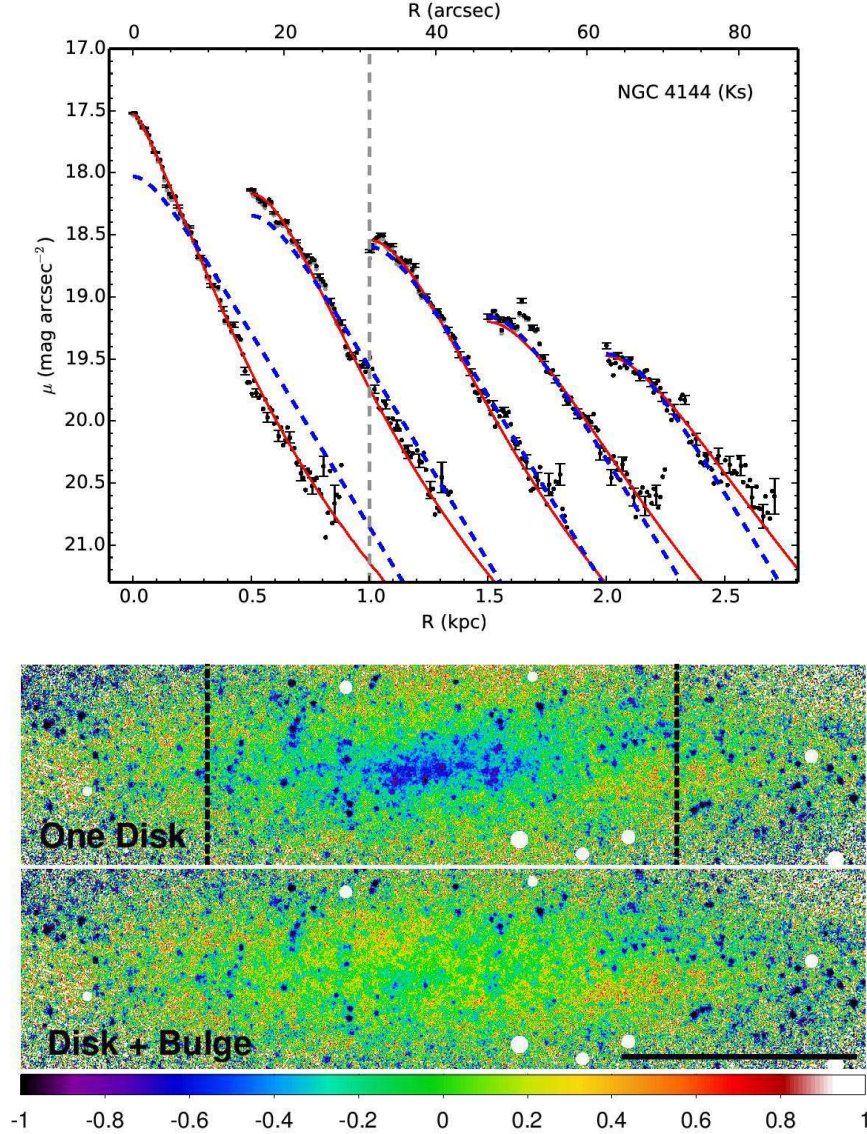 R (arcsec)
0 20 40 60 80
17.0
17.5
18.0
18.5
19.0
19.5
20.0
20.5
21.0
μ (mag arcsec⁻²)
NGC 4144 (Ks)
0.0 0.5 1.0 1.5 2.0 2.5
R (kpc)
One Disk
Disk + Bulge
-1 -0.8 -0.6 -0.4 -0.2 0 0.2 0.4 0.6 0.8 1